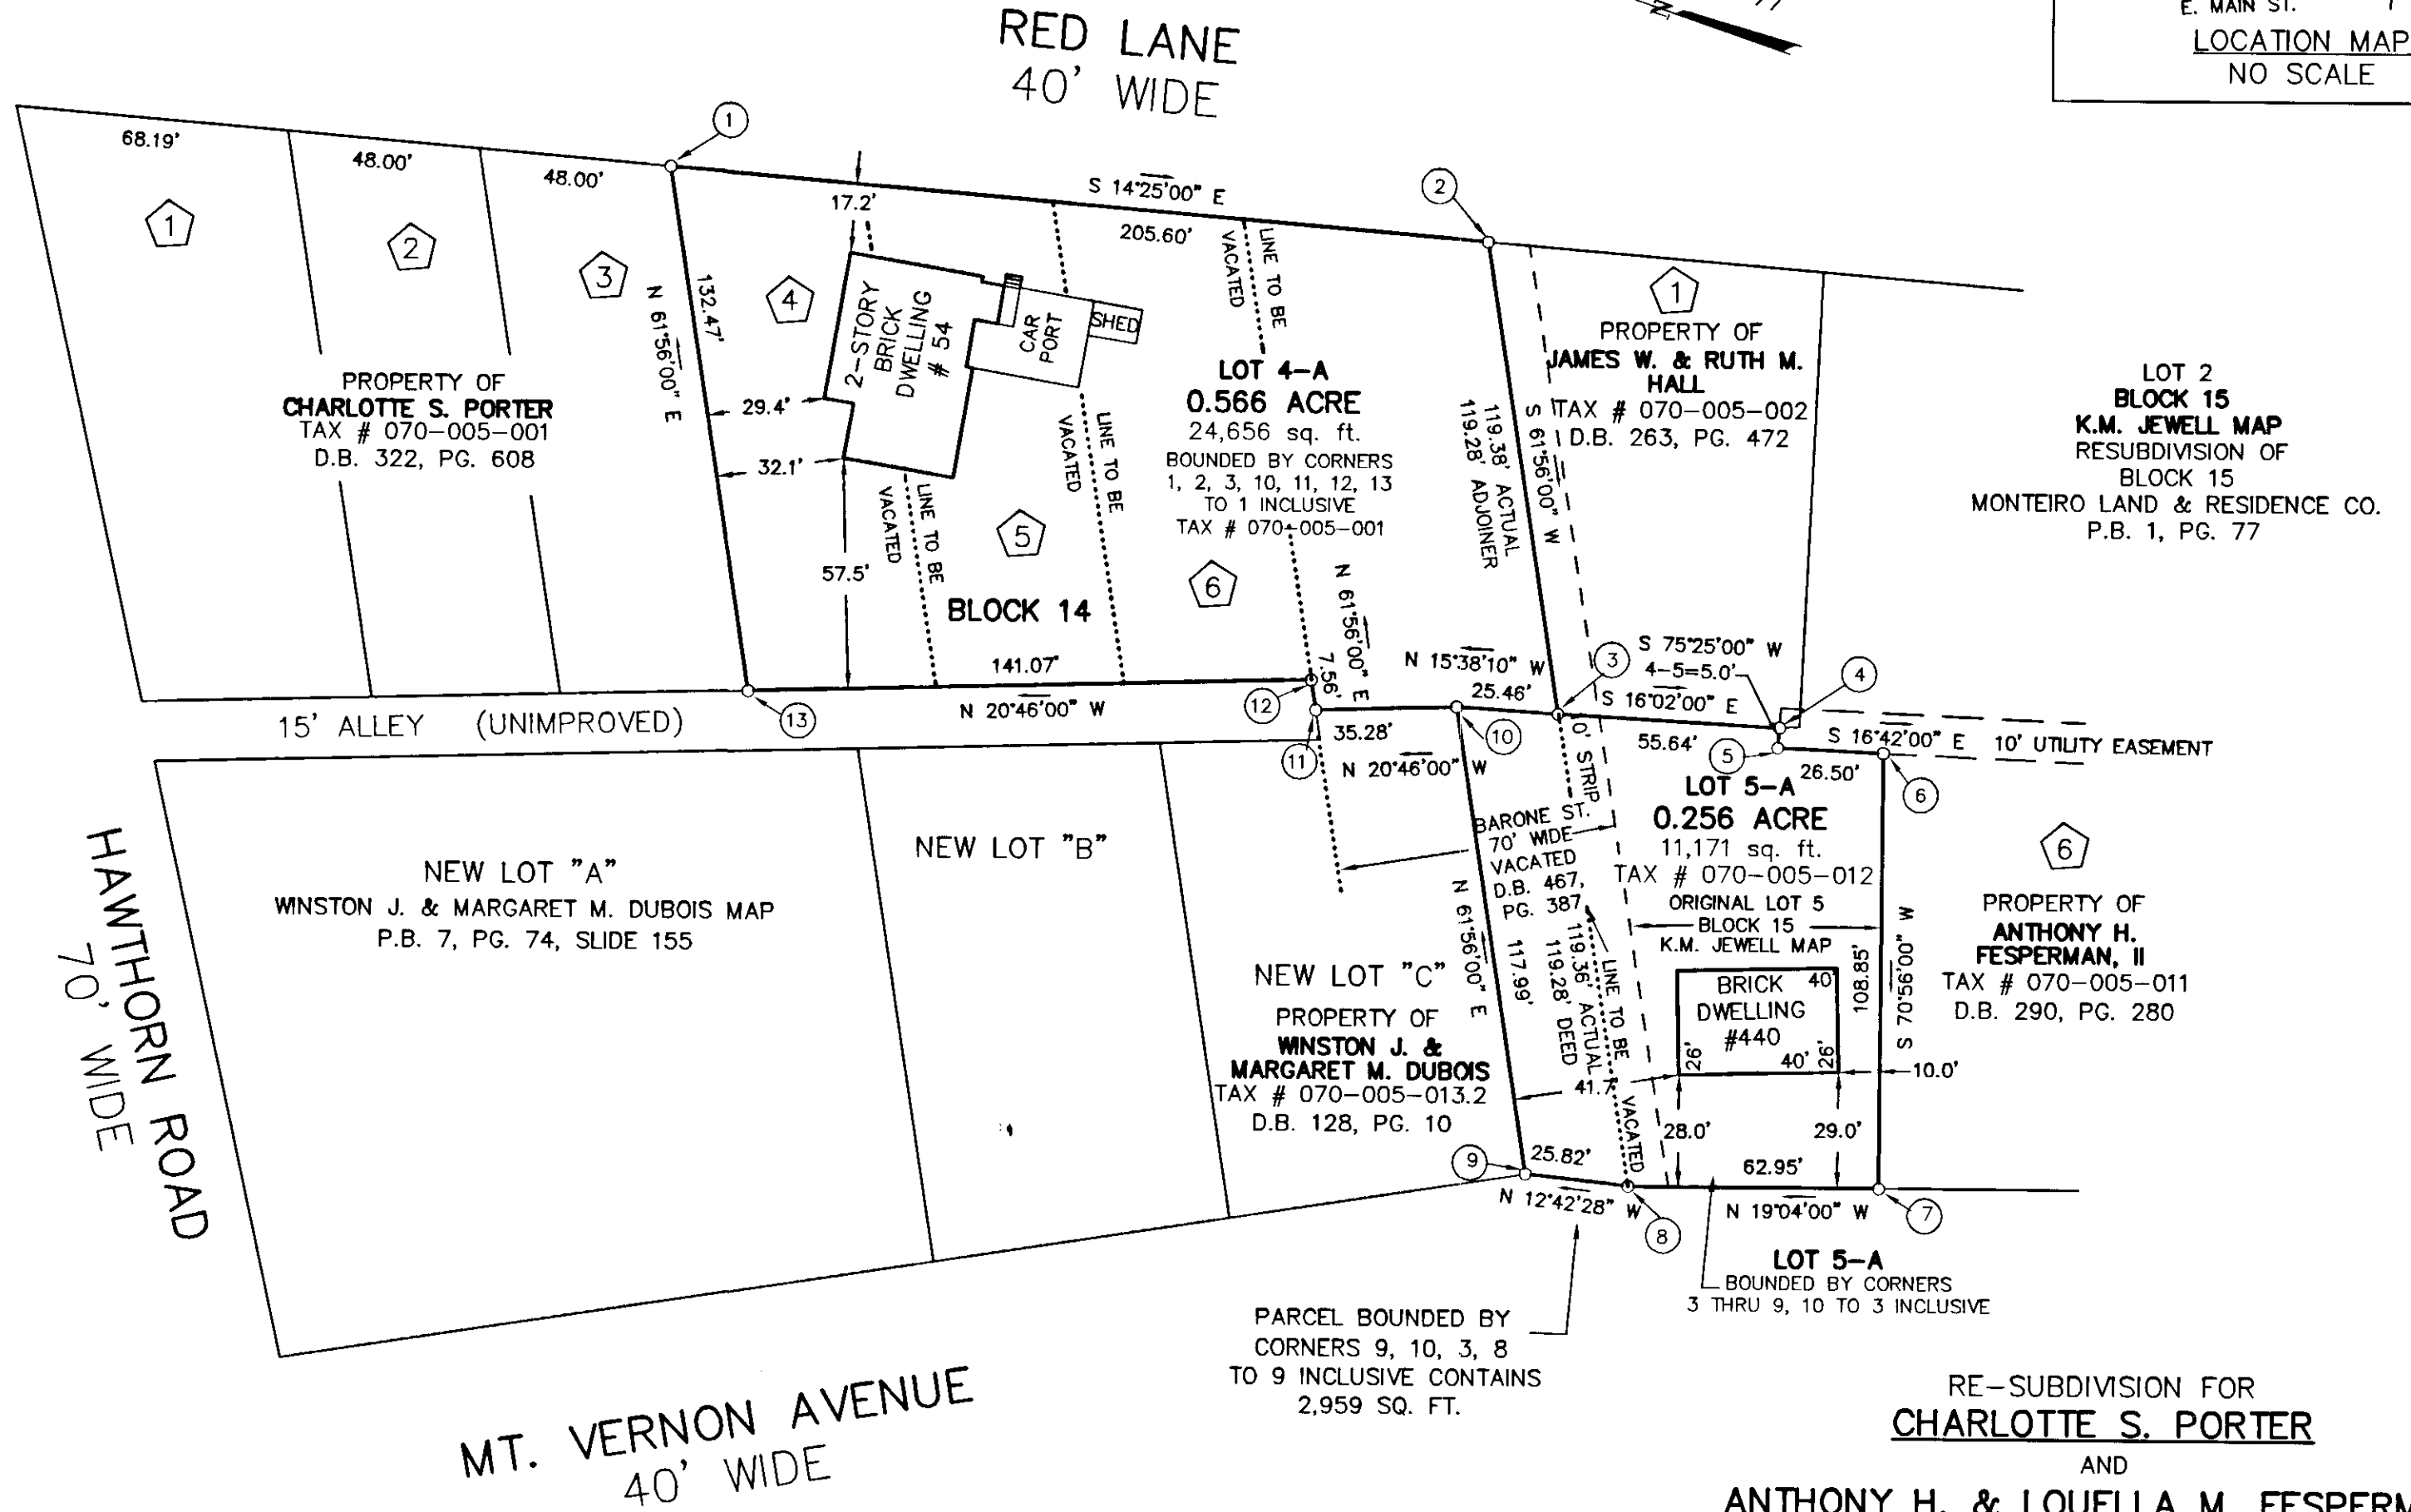 RED LANE
40' WIDE
N
77
E. MAIN ST.
LOCATION MAP
NO SCALE
68.19'
48.00'
48.00'
1
S 14°25'00" E
205.60'
2
1
2
3
4
N 61°56'00" E
132.47'
17.2'
2-STORY
BRICK
DWELLING
# 54
CAR
PORT
SHED
LINE TO BE
VACATED
29.4'
32.1'
57.5'
PROPERTY OF
CHARLOTTE S. PORTER
TAX # 070-005-001
D.B. 322, PG. 608
LOT 4-A
0.566 ACRE
24,656 sq. ft.
BOUNDED BY CORNERS
1, 2, 3, 10, 11, 12, 13
TO 1 INCLUSIVE
TAX # 070-005-001
LINE TO BE
VACATED
LINE TO BE
VACATED
5
6
BLOCK 14
S 61°56'00" W
119.38' ACTUAL
119.28' ADJOINER
1
PROPERTY OF
JAMES W. & RUTH M.
HALL
TAX # 070-005-002
D.B. 263, PG. 472
LOT 2
BLOCK 15
K.M. JEWELL MAP
RESUBDIVISION OF
BLOCK 15
MONTEIRO LAND & RESIDENCE CO.
P.B. 1, PG. 77
141.07'
N 20°46'00" W
13
12
N 61°56'00" E
7.56'
11
35.28'
N 20°46'00" W
N 15°38'10" W
25.46'
10
3
S 75°25'00" W
4-5=5.0'
S 16°02'00" E
55.64'
4
5
S 16°42'00" E
26.50'
10' UTILITY EASEMENT
6
15' ALLEY (UNIMPROVED)
HAWTHORN ROAD
70' WIDE
NEW LOT "A"
WINSTON J. & MARGARET M. DUBOIS MAP
P.B. 7, PG. 74, SLIDE 155
NEW LOT "B"
NEW LOT "C"
PROPERTY OF
WINSTON J. &
MARGARET M. DUBOIS
TAX # 070-005-013.2
D.B. 128, PG. 10
N 61°56'00" E
117.99'
BARONE ST.
70' WIDE
VACATED
D.B. 467,
PG. 387
0' STRIP
119.36' ACTUAL
119.28' DEED
LINE TO BE VACATED
LOT 5-A
0.256 ACRE
11,171 sq. ft.
TAX # 070-005-012
ORIGINAL LOT 5
BLOCK 15
K.M. JEWELL MAP
BRICK
DWELLING
#440
40'
26'
40'
26'
108.85'
S 70°56'00" W
10.0'
41.7
28.0'
29.0'
6
PROPERTY OF
ANTHONY H.
FESPERMAN, II
TAX # 070-005-011
D.B. 290, PG. 280
9
25.82'
N 12°42'28" W
8
62.95'
N 19°04'00" W
7
LOT 5-A
BOUNDED BY CORNERS
3 THRU 9, 10 TO 3 INCLUSIVE
PARCEL BOUNDED BY
CORNERS 9, 10, 3, 8
TO 9 INCLUSIVE CONTAINS
2,959 SQ. FT.
MT. VERNON AVENUE
40' WIDE
RE-SUBDIVISION FOR
CHARLOTTE S. PORTER
AND
ANTHONY H. & LOUELLA M. FESPERM